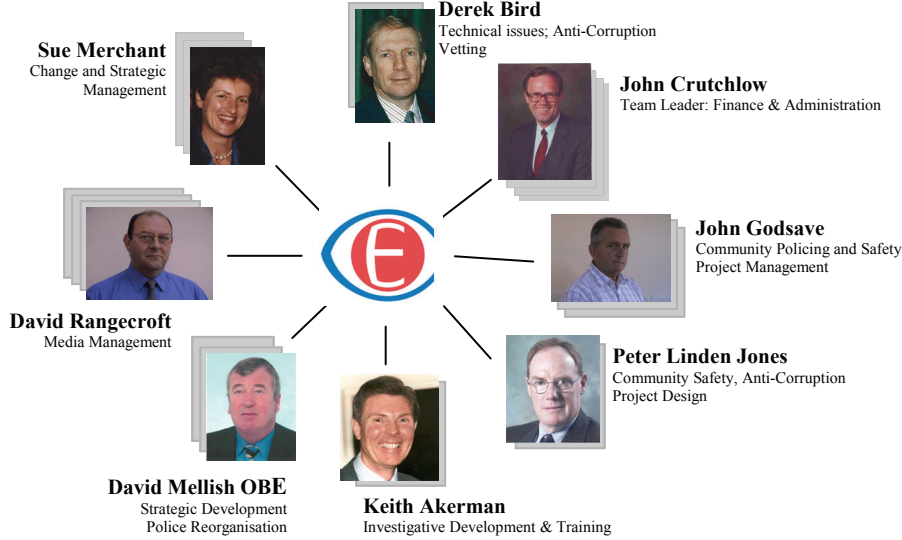 Derek Bird
Technical issues; Anti-Corruption
Vetting
Sue Merchant
Change and Strategic
Management
John Crutchlow
Team Leader: Finance & Administration
John Godsave
Community Policing and Safety
Project Management
E
David Rangecroft
Media Management
Peter Linden Jones
Community Safety, Anti-Corruption
Project Design
David Mellish OBE
Strategic Development
Police Reorganisation
Keith Akerman
Investigative Development & Training